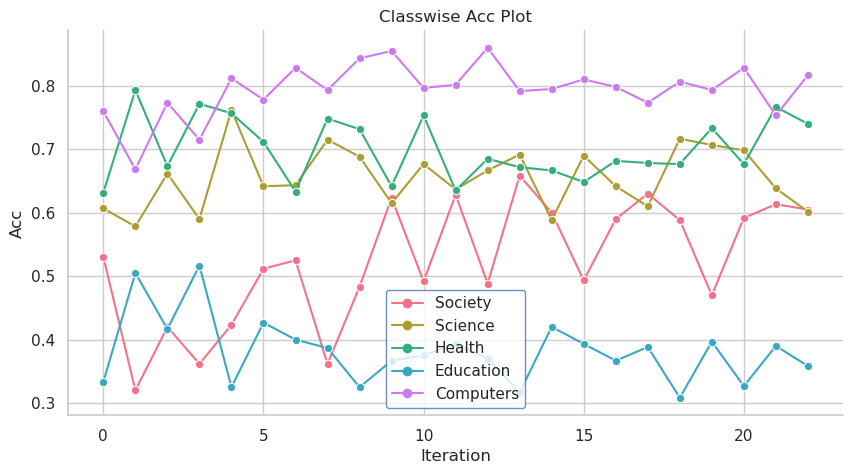 Classwise Acc Plot
Acc
0.8
0.7
0.6
0.5
0.4
0.3
Society
Science
Health
Education
Computers
0 5 10 15 20
Iteration